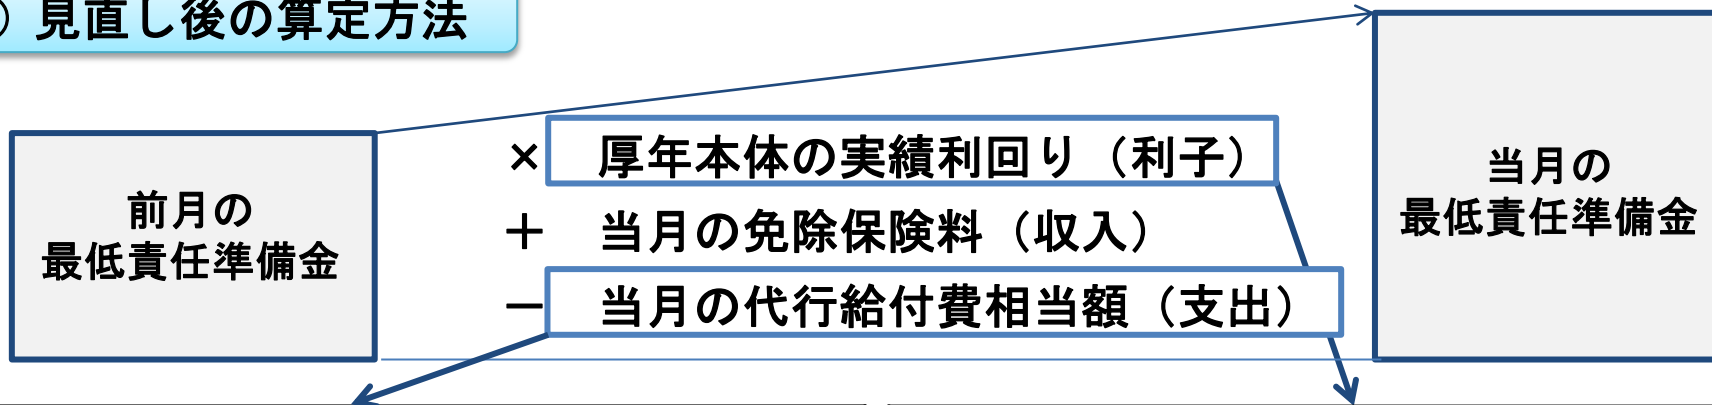 ）見直し後の算定方法
前月の
最低責任準備金
×　厚年本体の実績利回り（利子）
＋　当月の免除保険料（収入）
－　当月の代行給付費相当額（支出）
当月の
最低責任準備金